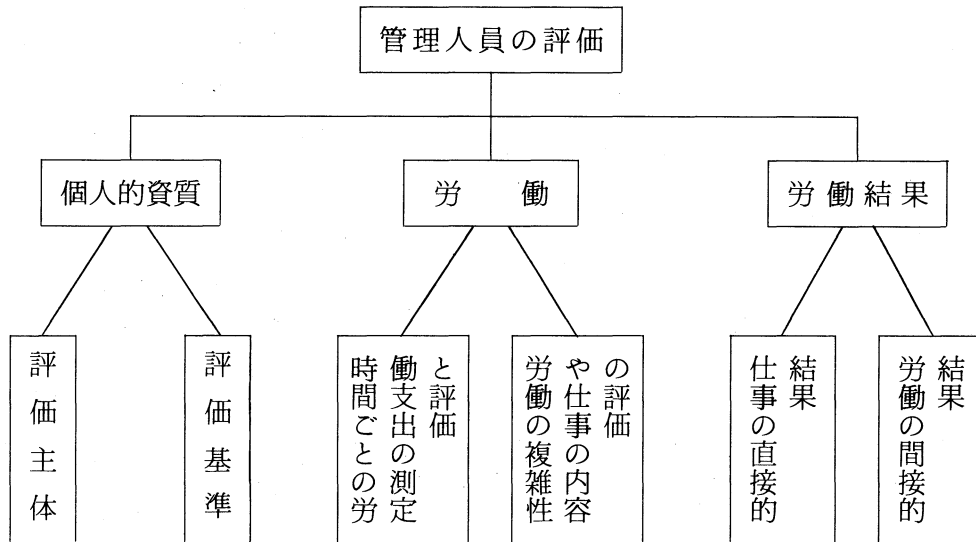 管理人員の評価
個人的資質
労働
労働結果
評価主体
評価基準
時間ごとの労
働支出の測定
と評価
労働の複雑性
や仕事の内容
の評価
仕事の直接的
結果
労働の間接的
結果